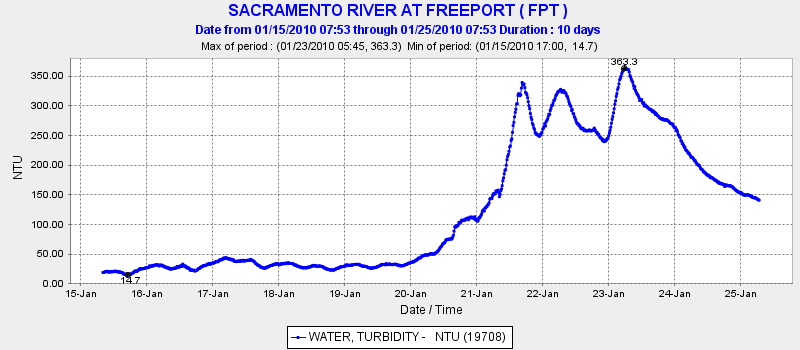 SACRAMENTO RIVER AT FREEPORT ( FPT )
Date from 01/15/2010 07:53 through 01/25/2010 07:53 Duration : 10 days
Max of period : (01/23/2010 05:45, 363.3) Min of period: (01/15/2010 17:00, 14.7)
363.3
350.00
300.00
250.00
200.00
150.00
100.00
50.00
0.00
NTU
14.7
15-Jan 16-Jan 17-Jan 18-Jan 19-Jan 20-Jan 21-Jan 22-Jan 23-Jan 24-Jan 25-Jan
Date / Time
WATER, TURBIDITY - NTU (19708)